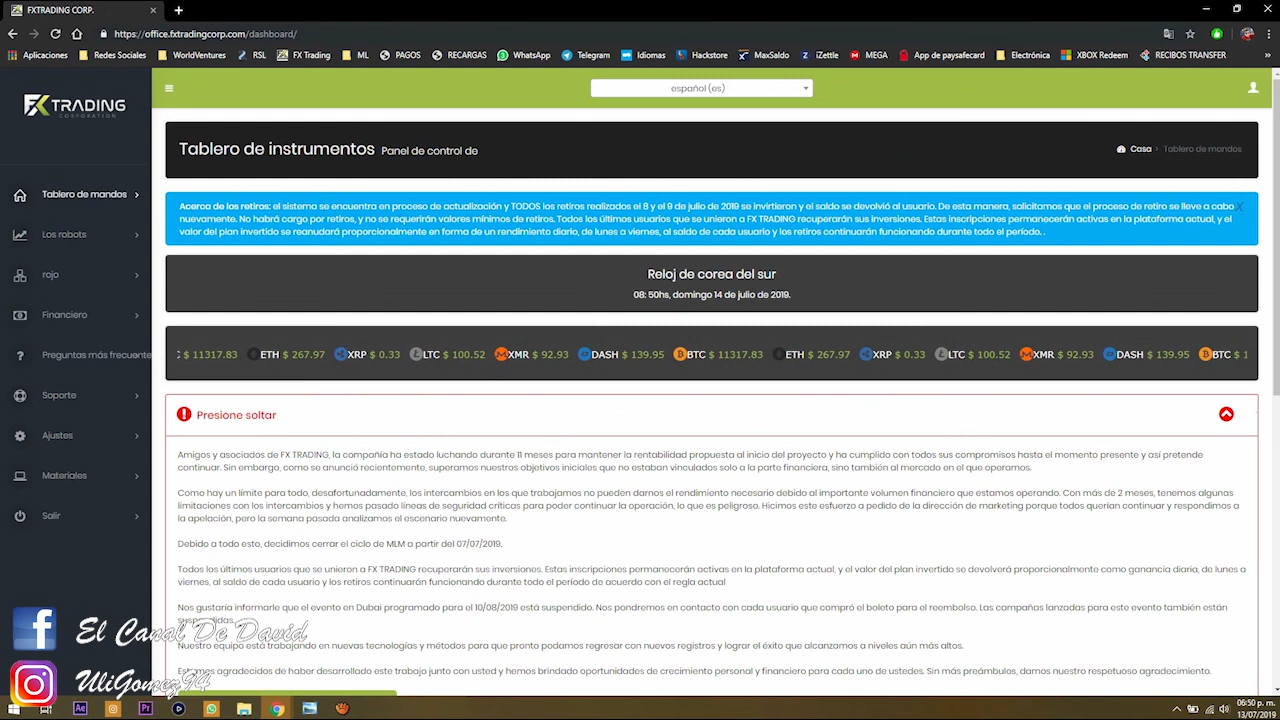 FXTRADING CORP.
https://office.fxtradingcorp.com/dashboard/
Aplicaciones Redes Sociales WorldVentures RSL FX Trading ML PAGOS RECARGAS WhatsApp Telegram Idiomas Hackstore MaxSaldo iZettle MEGA App de paysafecard Electrónica XBOX Redeem RECIBOS TRANSFER »
español (es)
FX TRADING
CORPORATION
Tablero de instrumentos Panel de control de
Casa > Tablero de mandos
Tablero de mandos
Los robots
rojo
Financiero
Preguntas más frecuente
Soporte
Ajustes
Materiales
Salir
Acerca de los retiros: el sistema se encuentra en proceso de actualización y TODOS los retiros realizados el 8 y el 9 de julio de 2019 se invirtieron y el saldo se devolvió al usuario. De esta manera, solicitamos que el proceso de retiro se lleve a cabo X
nuevamente. No habrá cargo por retiros, y no se requerirán valores mínimos de retiros. Todos los últimos usuarios que se unieron a FX TRADING recuperarán sus inversiones. Estas inscripciones permanecerán activas en la plataforma actual, y el
valor del plan invertido se reanudará proporcionalmente en forma de un rendimiento diario, de lunes a viernes, al saldo de cada usuario y los retiros continuarán funcionando durante todo el período. .
Reloj de corea del sur
08: 50hs, domingo 14 de julio de 2019.
C $ 11317.83 ETH $ 267.97 XRP $ 0.33 LTC $ 100.52 XMR $ 92.93 DASH $ 139.95 BTC $ 11317.83 ETH $ 267.97 XRP $ 0.33 LTC $ 100.52 XMR $ 92.93 DASH $ 139.95 BTC $ 1
Presione soltar
Amigos y asociados de FX TRADING, la compañía ha estado luchando durante 11 meses para mantener la rentabilidad propuesta al inicio del proyecto y ha cumplido con todos sus compromisos hasta el momento presente y así pretende
continuar. Sin embargo, como se anunció recientemente, superamos nuestros objetivos iniciales que no estaban vinculados solo a la parte financiera, sino también al mercado en el que operamos.
Como hay un límite para todo, desafortunadamente, los intercambios en los que trabajamos no pueden darnos el rendimiento necesario debido al importante volumen financiero que estamos operando. Con más de 2 meses, tenemos algunas
limitaciones con los intercambios y hemos pasado líneas de seguridad críticas para poder continuar la operación, lo que es peligroso. Hicimos este esfuerzo a pedido de la dirección de marketing porque todos querían continuar y respondimos a
la apelación, pero la semana pasada analizamos el escenario nuevamente.
Debido a todo esto, decidimos cerrar el ciclo de MLM a partir del 07/07/2019.
Todos los últimos usuarios que se unieron a FX TRADING recuperarán sus inversiones. Estas inscripciones permanecerán activas en la plataforma actual, y el valor del plan invertido se devolverá proporcionalmente como ganancia diaria, de lunes a
viernes, al saldo de cada usuario y los retiros continuarán funcionando durante todo el período de acuerdo con el regla actual
Nos gustaría informarle que el evento en Dubai programado para el 10/08/2019 está suspendido. Nos pondremos en contacto con cada usuario que compró el boleto para el reembolso. Las campañas lanzadas para este evento también están
suspendidas.
Nuestro equipo está trabajando en nuevas tecnologías y métodos para que pronto podamos regresar con nuevos registros y lograr el éxito que alcanzamos a niveles aún más altos.
Estamos agradecidos de haber desarrollado este trabajo junto con usted y hemos brindado oportunidades de crecimiento personal y financiero para cada uno de ustedes. Sin más preámbulos, damos nuestro respetuoso agradecimiento.
El Canal De David
UliGomez94
06:50 p. m.
13/07/2019